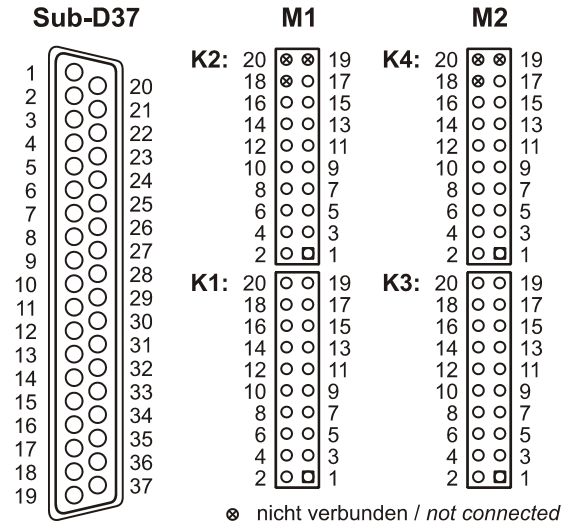 Sub-D37 M1 M2
K2: 20 19 K4: 20 19
1 18 17 18 17
20
2 16 15 16 15
21
3 14 13 14 13
22
4 12 11 12 11
23
5 10 9 10 9
24
6 8 7 8 7
25
7 6 5 6 5
26
8 4 3 4 3
27
9 2 1 2 1
28
10 K1: 20 19 K3: 20 19
29
11 18 17 18 17
30
12 16 15 16 15
31
13 14 13 14 13
32
14 12 11 12 11
33
15 10 9 10 9
34
16 8 7 8 7
35
17 6 5 6 5
36
18 4 3 4 3
37
19 2 1 2 1
nicht verbunden / not connected